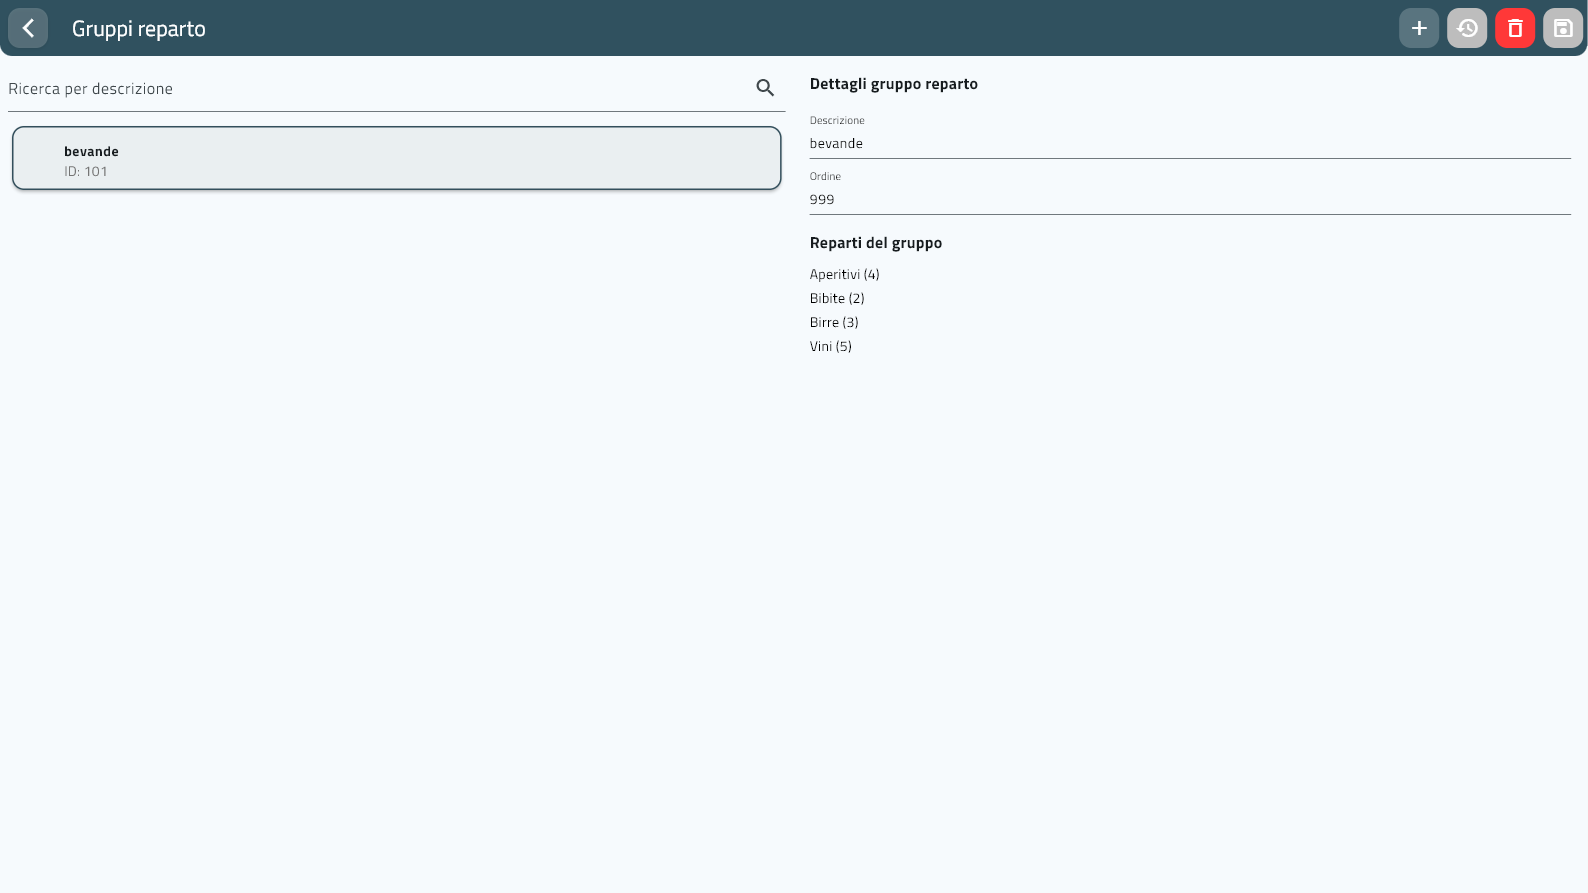 Gruppi reparto
Ricerca per descrizione
bevande
ID: 101
Dettagli gruppo reparto
Descrizione
bevande
Ordine
999
Reparti del gruppo
Aperitivi (4)
Bibite (2)
Birre (3)
Vini (5)